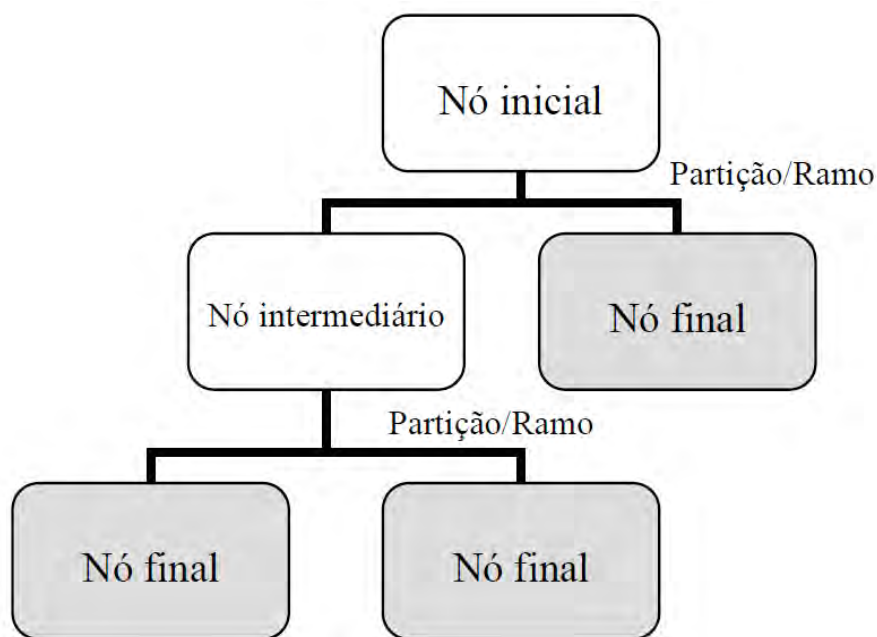 Nó inicial
Partição/Ramo
Nó intermediário
Nó final
Partição/Ramo
Nó final
Nó final